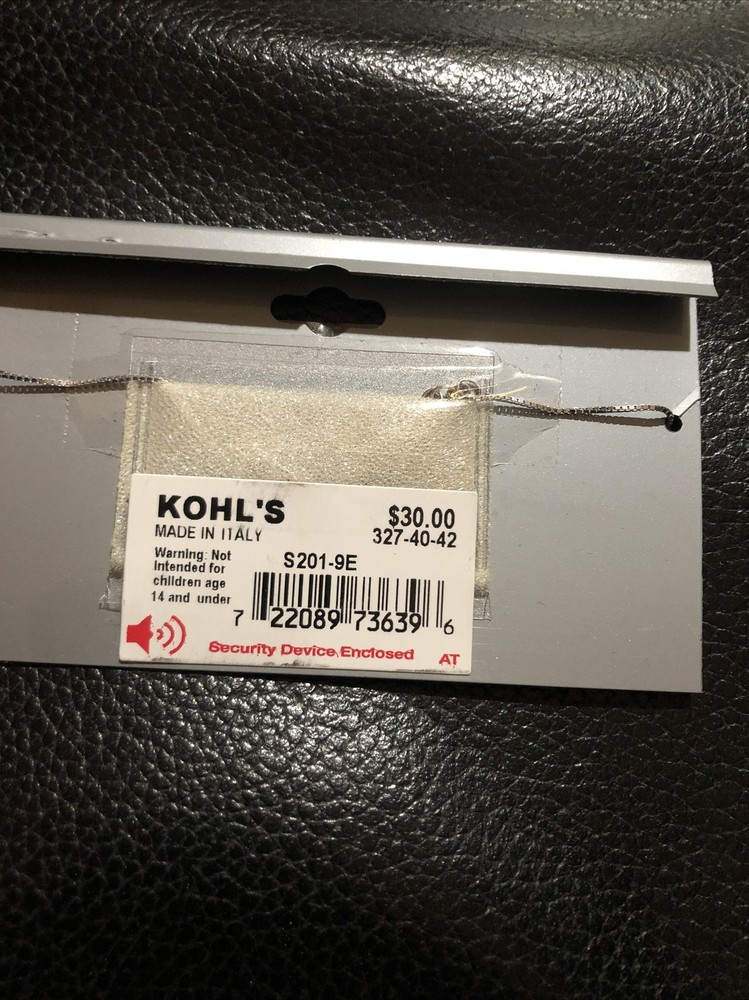 KOHL'S
$30.00
MADE IN ITALY
327-40-42
Warning: Not
Intended for
children age
14 and under
S201-9E
7 22089 73639 6
Security Device Enclosed
AT